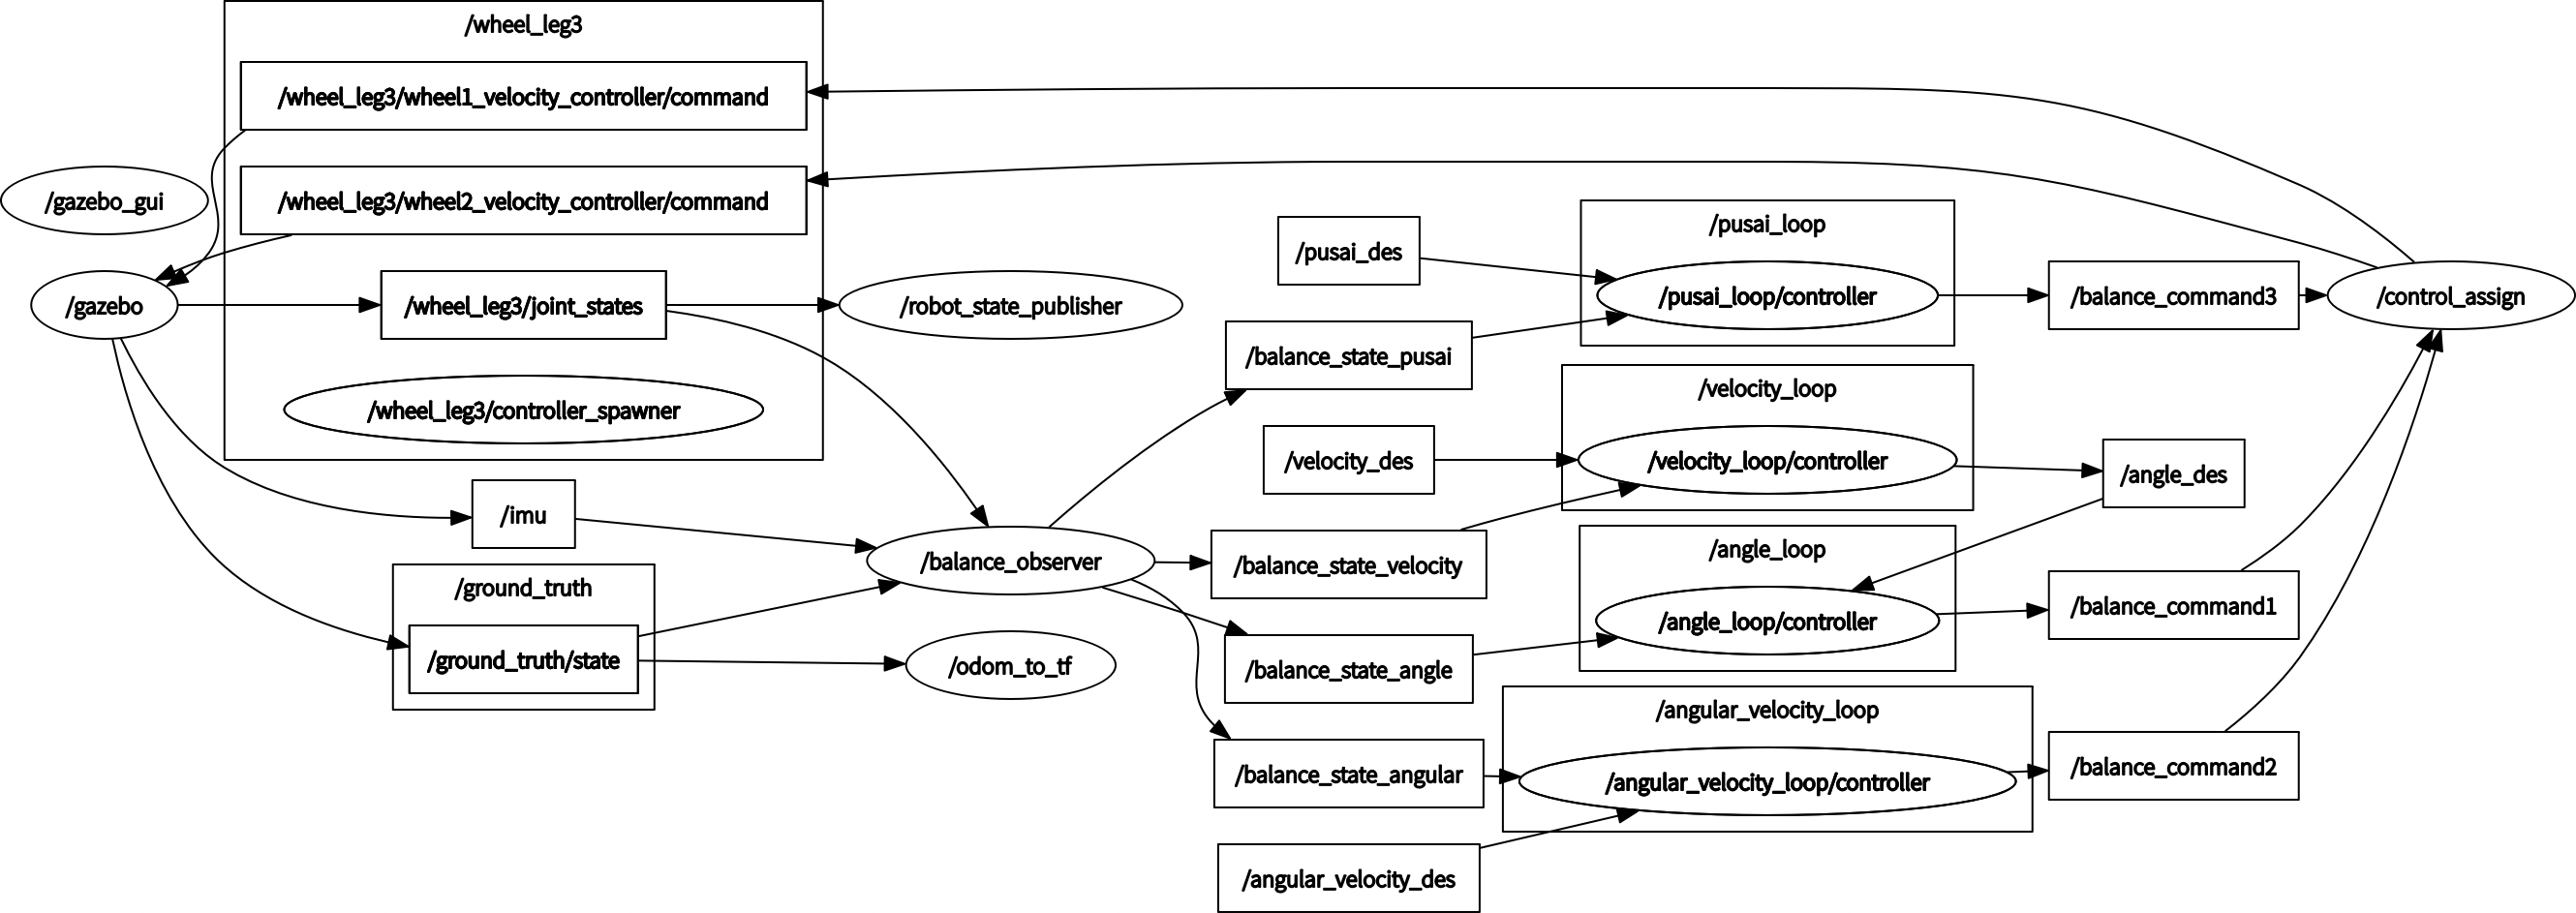 /wheel_leg3
/wheel_leg3/wheel1_velocity_controller/command
/gazebo_gui
/wheel_leg3/wheel2_velocity_controller/command
/gazebo
/wheel_leg3/joint_states
/robot_state_publisher
/wheel_leg3/controller_spawner
/imu
/ground_truth
/ground_truth/state
/balance_observer
/odom_to_tf
/pusai_des
/balance_state_pusai
/velocity_des
/balance_state_velocity
/balance_state_angle
/balance_state_angular
/angular_velocity_des
/pusai_loop
/pusai_loop/controller
/velocity_loop
/velocity_loop/controller
/angle_loop
/angle_loop/controller
/angular_velocity_loop
/angular_velocity_loop/controller
/balance_command3
/angle_des
/balance_command1
/balance_command2
/control_assign